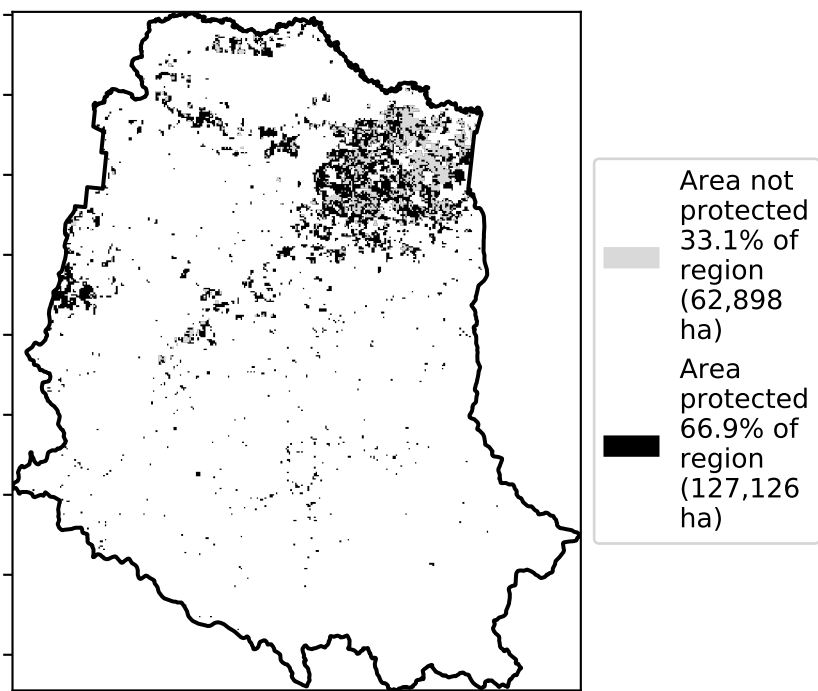 Area not
protected
33.1% of
region
(62,898
ha)
Area
protected
66.9% of
region
(127,126
ha)